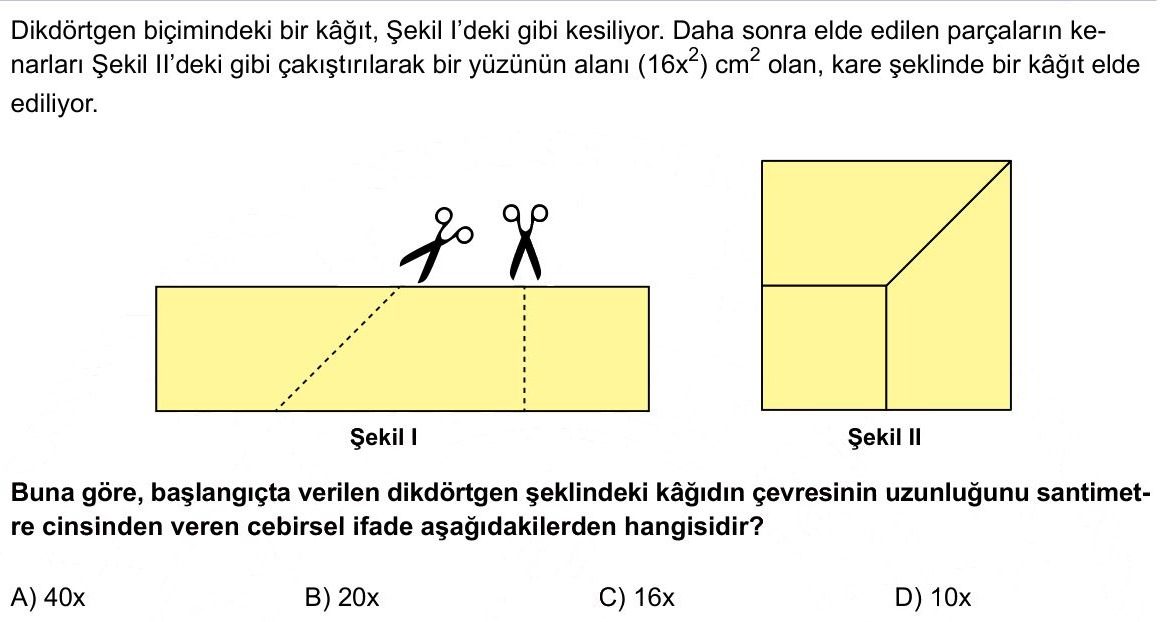 Dikdörtgen biçimindeki bir kâğıt, Şekil I’deki gibi kesiliyor. Daha sonra elde edilen parçaların ke-
narları Şekil II’deki gibi çakıştırılarak bir yüzünün alanı (16x²) cm² olan, kare şeklinde bir kâğıt elde
ediliyor.
Şekil I
Şekil II
Buna göre, başlangıçta verilen dikdörtgen şeklindeki kâğıdın çevresinin uzunluğunu santimet-
re cinsinden veren cebirsel ifade aşağıdakilerden hangisidir?
A) 40x B) 20x C) 16x D) 10x